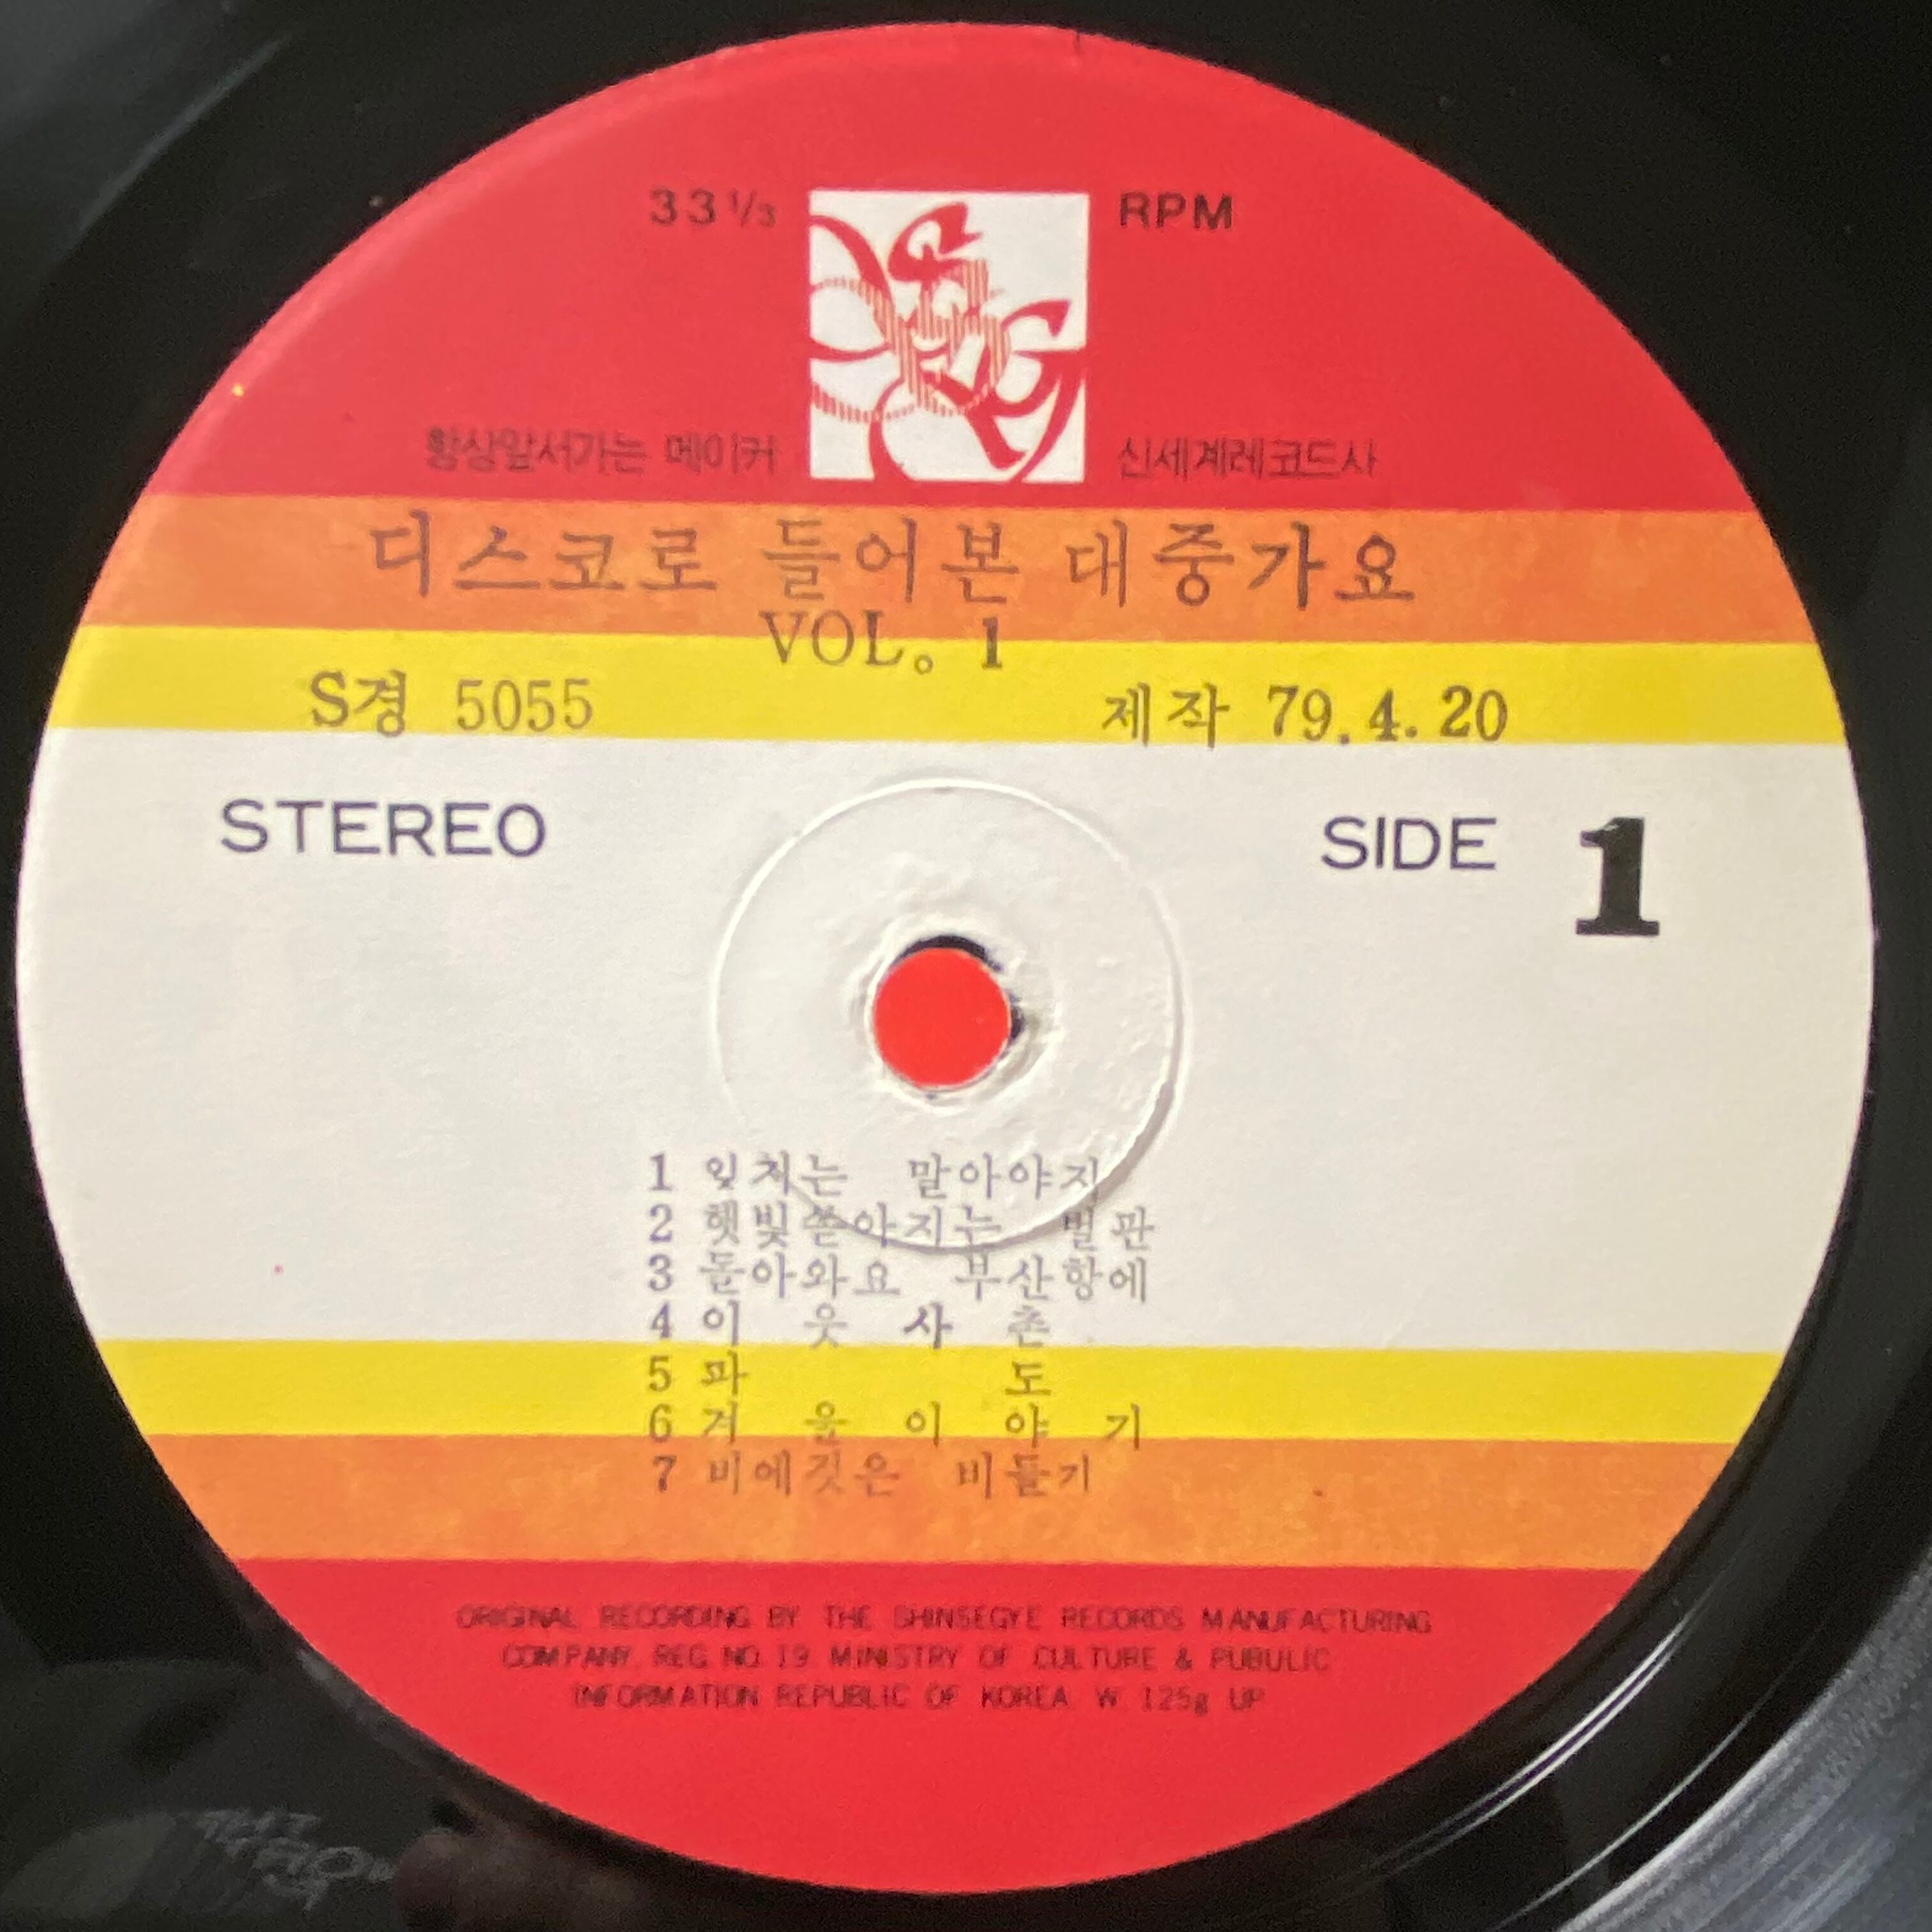 33 1/3 RPM
항상앞서가는 메이커 신세계레코드사
디스코로 들어본 대중가요
VOL. 1
S경 5055 제작 79.4.20
STEREO SIDE 1
1 잊지는 말아야지
2 햇빛쏟아지는 벌판
3 돌아와요 부산항에
4 이웃사촌
5 파도
6 겨울이야기
7 비에깃은 비들기
ORIGINAL RECORDING BY THE SHINSEGYE RECORDS MANUFACTURING
COMPANY. REG. NO. 19 MINISTRY OF CULTURE & PUBULIC
INFORMATION REPUBLIC OF KOREA. W. 125g UP